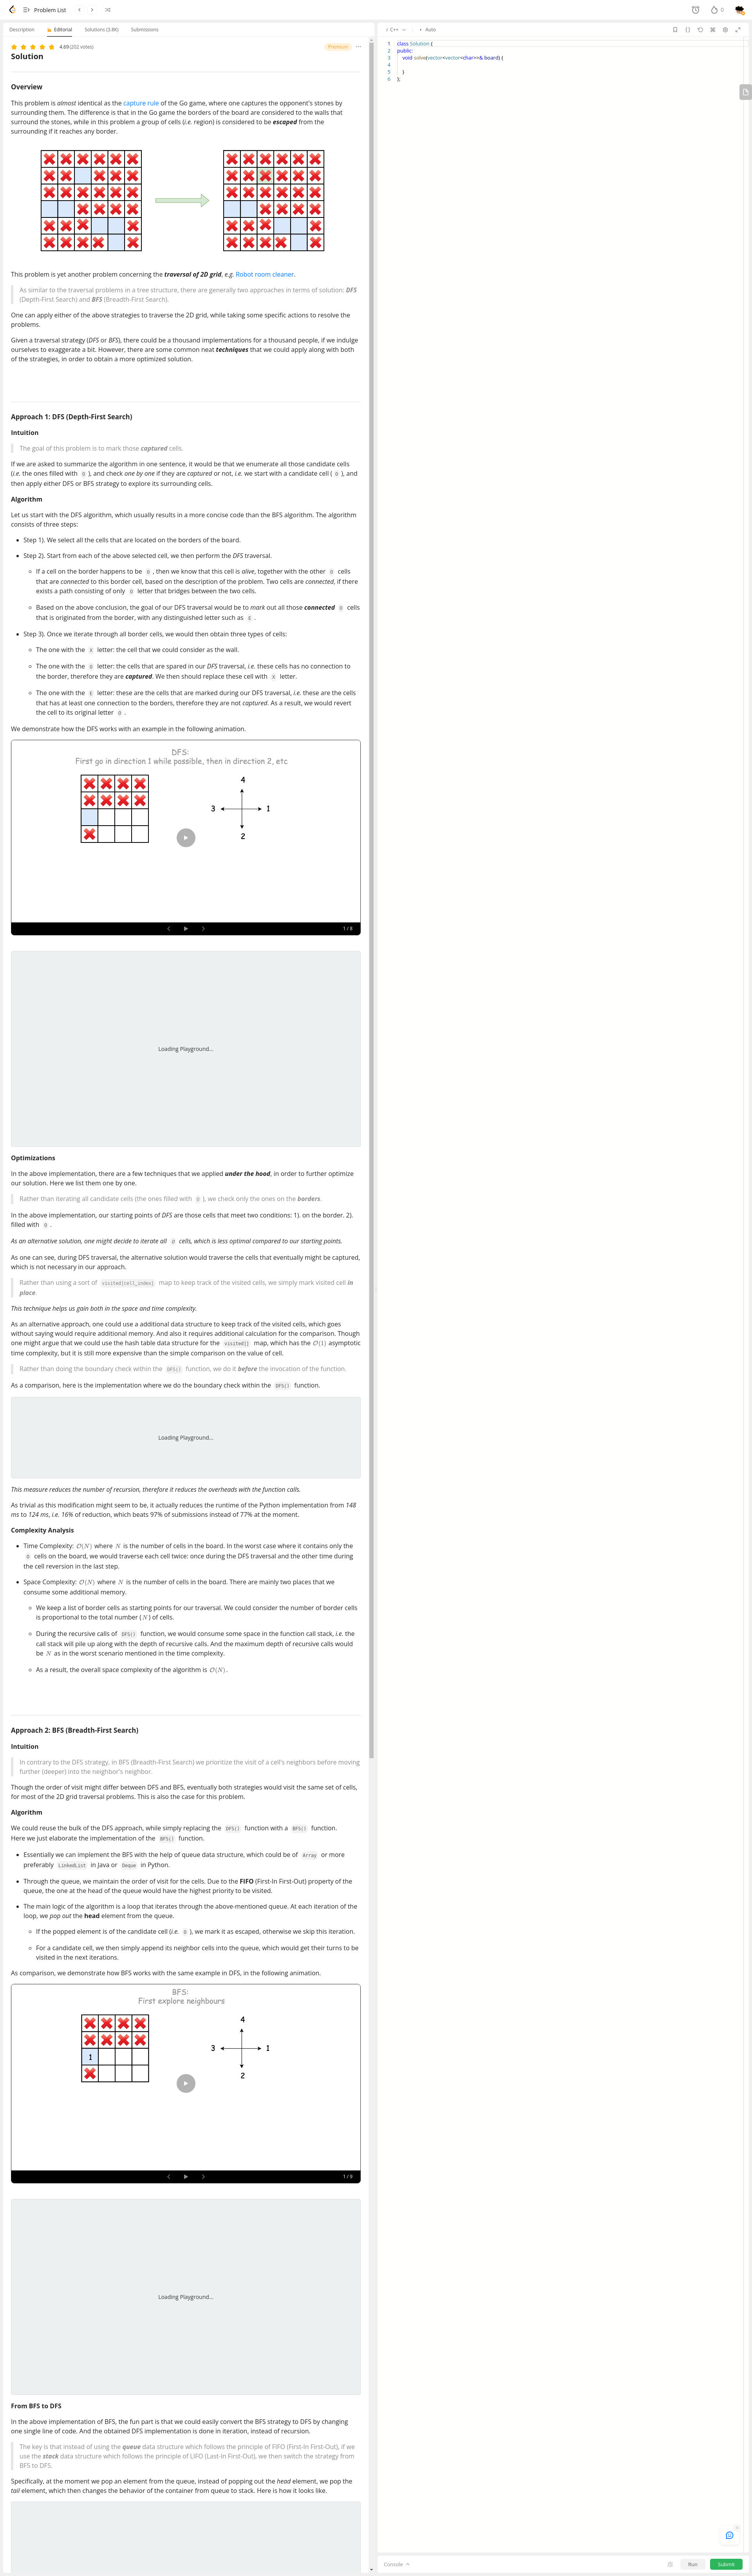 Problem List
0
Description
Editorial
Solutions (3.8K)
Submissions
4.69 (202 votes)
Premium
Solution
Overview
This problem is almost identical as the capture rule of the Go game, where one captures the opponent's stones by
surrounding them. The difference is that in the Go game the borders of the board are considered to the walls that
surround the stones, while in this problem a group of cells (i.e. region) is considered to be escaped from the
surrounding if it reaches any border.
This problem is yet another problem concerning the traversal of 2D grid, e.g. Robot room cleaner.
As similar to the traversal problems in a tree structure, there are generally two approaches in terms of solution: DFS
(Depth-First Search) and BFS (Breadth-First Search).
One can apply either of the above strategies to traverse the 2D grid, while taking some specific actions to resolve the
problems.
Given a traversal strategy (DFS or BFS), there could be a thousand implementations for a thousand people, if we indulge
ourselves to exaggerate a bit. However, there are some common neat techniques that we could apply along with both
of the strategies, in order to obtain a more optimized solution.
Approach 1: DFS (Depth-First Search)
Intuition
The goal of this problem is to mark those captured cells.
If we are asked to summarize the algorithm in one sentence, it would be that we enumerate all those candidate cells
(i.e. the ones filled with O ), and check one by one if they are captured or not, i.e. we start with a candidate cell ( O ), and
then apply either DFS or BFS strategy to explore its surrounding cells.
Algorithm
Let us start with the DFS algorithm, which usually results in a more concise code than the BFS algorithm. The algorithm
consists of three steps:
• Step 1). We select all the cells that are located on the borders of the board.
• Step 2). Start from each of the above selected cell, we then perform the DFS traversal.
◦ If a cell on the border happens to be O , then we know that this cell is alive, together with the other O cells
that are connected to this border cell, based on the description of the problem. Two cells are connected, if there
exists a path consisting of only O letter that bridges between the two cells.
◦ Based on the above conclusion, the goal of our DFS traversal would be to mark out all those connected O cells
that is originated from the border, with any distinguished letter such as E .
• Step 3). Once we iterate through all border cells, we would then obtain three types of cells:
◦ The one with the X letter: the cell that we could consider as the wall.
◦ The one with the O letter: the cells that are spared in our DFS traversal, i.e. these cells has no connection to
the border, therefore they are captured. We then should replace these cell with X letter.
◦ The one with the E letter: these are the cells that are marked during our DFS traversal, i.e. these are the cells
that has at least one connection to the borders, therefore they are not captured. As a result, we would revert
the cell to its original letter O .
We demonstrate how the DFS works with an example in the following animation.
DFS:
First go in direction 1 while possible, then in direction 2, etc
4
3 1
2
1 / 8
Loading Playground...
Optimizations
In the above implementation, there are a few techniques that we applied under the hood, in order to further optimize
our solution. Here we list them one by one.
Rather than iterating all candidate cells (the ones filled with O ), we check only the ones on the borders.
In the above implementation, our starting points of DFS are those cells that meet two conditions: 1). on the border. 2).
filled with O .
As an alternative solution, one might decide to iterate all O cells, which is less optimal compared to our starting points.
As one can see, during DFS traversal, the alternative solution would traverse the cells that eventually might be captured,
which is not necessary in our approach.
Rather than using a sort of visited[cell_index] map to keep track of the visited cells, we simply mark visited cell in
place.
This technique helps us gain both in the space and time complexity.
As an alternative approach, one could use a additional data structure to keep track of the visited cells, which goes
without saying would require additional memory. And also it requires additional calculation for the comparison. Though
one might argue that we could use the hash table data structure for the visited[] map, which has the O(1) asymptotic
time complexity, but it is still more expensive than the simple comparison on the value of cell.
Rather than doing the boundary check within the DFS() function, we do it before the invocation of the function.
As a comparison, here is the implementation where we do the boundary check within the DFS() function.
Loading Playground...
This measure reduces the number of recursion, therefore it reduces the overheads with the function calls.
As trivial as this modification might seem to be, it actually reduces the runtime of the Python implementation from 148
ms to 124 ms, i.e. 16% of reduction, which beats 97% of submissions instead of 77% at the moment.
Complexity Analysis
• Time Complexity: O(N) where N is the number of cells in the board. In the worst case where it contains only the
O cells on the board, we would traverse each cell twice: once during the DFS traversal and the other time during
the cell reversion in the last step.
• Space Complexity: O(N) where N is the number of cells in the board. There are mainly two places that we
consume some additional memory.
◦ We keep a list of border cells as starting points for our traversal. We could consider the number of border cells
is proportional to the total number (N) of cells.
◦ During the recursive calls of DFS() function, we would consume some space in the function call stack, i.e. the
call stack will pile up along with the depth of recursive calls. And the maximum depth of recursive calls would
be N as in the worst scenario mentioned in the time complexity.
◦ As a result, the overall space complexity of the algorithm is O(N).
Approach 2: BFS (Breadth-First Search)
Intuition
In contrary to the DFS strategy, in BFS (Breadth-First Search) we prioritize the visit of a cell's neighbors before moving
further (deeper) into the neighbor's neighbor.
Though the order of visit might differ between DFS and BFS, eventually both strategies would visit the same set of cells,
for most of the 2D grid traversal problems. This is also the case for this problem.
Algorithm
We could reuse the bulk of the DFS approach, while simply replacing the DFS() function with a BFS() function.
Here we just elaborate the implementation of the BFS() function.
• Essentially we can implement the BFS with the help of queue data structure, which could be of Array or more
preferably LinkedList in Java or Deque in Python.
• Through the queue, we maintain the order of visit for the cells. Due to the FIFO (First-In First-Out) property of the
queue, the one at the head of the queue would have the highest priority to be visited.
• The main logic of the algorithm is a loop that iterates through the above-mentioned queue. At each iteration of the
loop, we pop out the head element from the queue.
◦ If the popped element is of the candidate cell (i.e. O ), we mark it as escaped, otherwise we skip this iteration.
◦ For a candidate cell, we then simply append its neighbor cells into the queue, which would get their turns to be
visited in the next iterations.
As comparison, we demonstrate how BFS works with the same example in DFS, in the following animation.
BFS:
First explore neighbours
1
4
3 1
2
1 / 9
Loading Playground...
From BFS to DFS
In the above implementation of BFS, the fun part is that we could easily convert the BFS strategy to DFS by changing
one single line of code. And the obtained DFS implementation is done in iteration, instead of recursion.
The key is that instead of using the queue data structure which follows the principle of FIFO (First-In First-Out), if we
use the stack data structure which follows the principle of LIFO (Last-In First-Out), we then switch the strategy from
BFS to DFS.
Specifically, at the moment we pop an element from the queue, instead of popping out the head element, we pop the
tail element, which then changes the behavior of the container from queue to stack. Here is how it looks like.
C++
Auto
1 class Solution {
2 public:
3 void solve(vector<vector<char>>& board) {
4
5 }
6 };
Console
Run
Submit